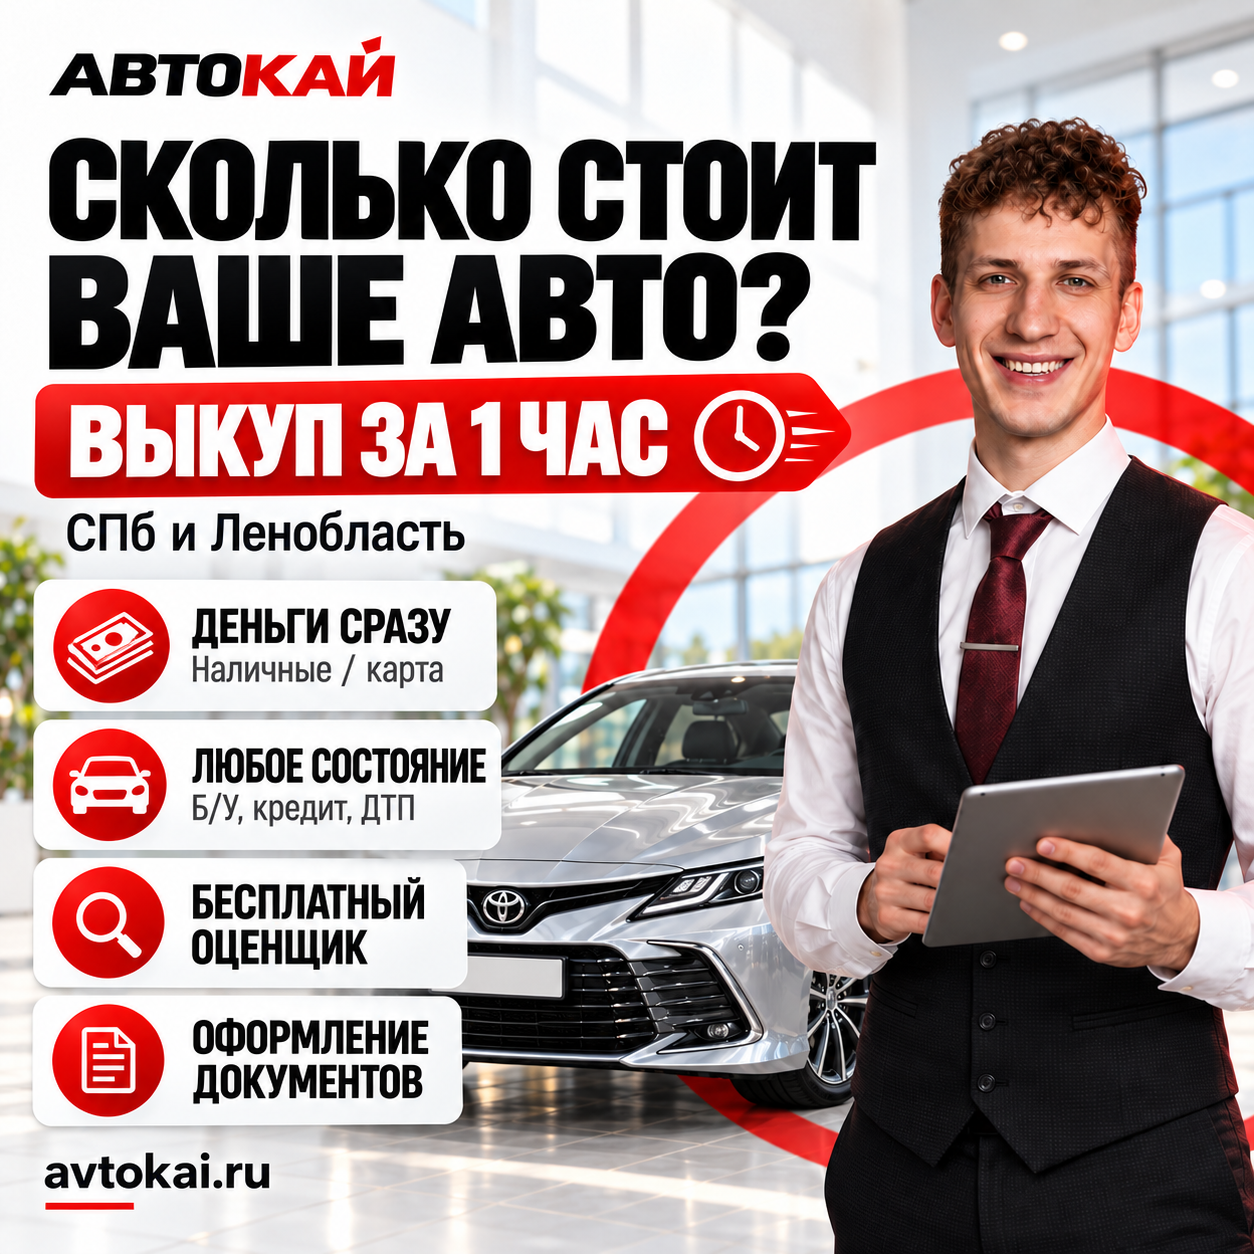 АВТОКАЙ
СКОЛЬКО СТОИТ
ВАШЕ АВТО?
ВЫКУП ЗА 1 ЧАС
СПб и Ленобласть
ДЕНЬГИ СРАЗУ
Наличные / карта
ЛЮБОЕ СОСТОЯНИЕ
Б/У, кредит, ДТП
БЕСПЛАТНЫЙ
ОЦЕНЩИК
ОФОРМЛЕНИЕ
ДОКУМЕНТОВ
avtokai.ru